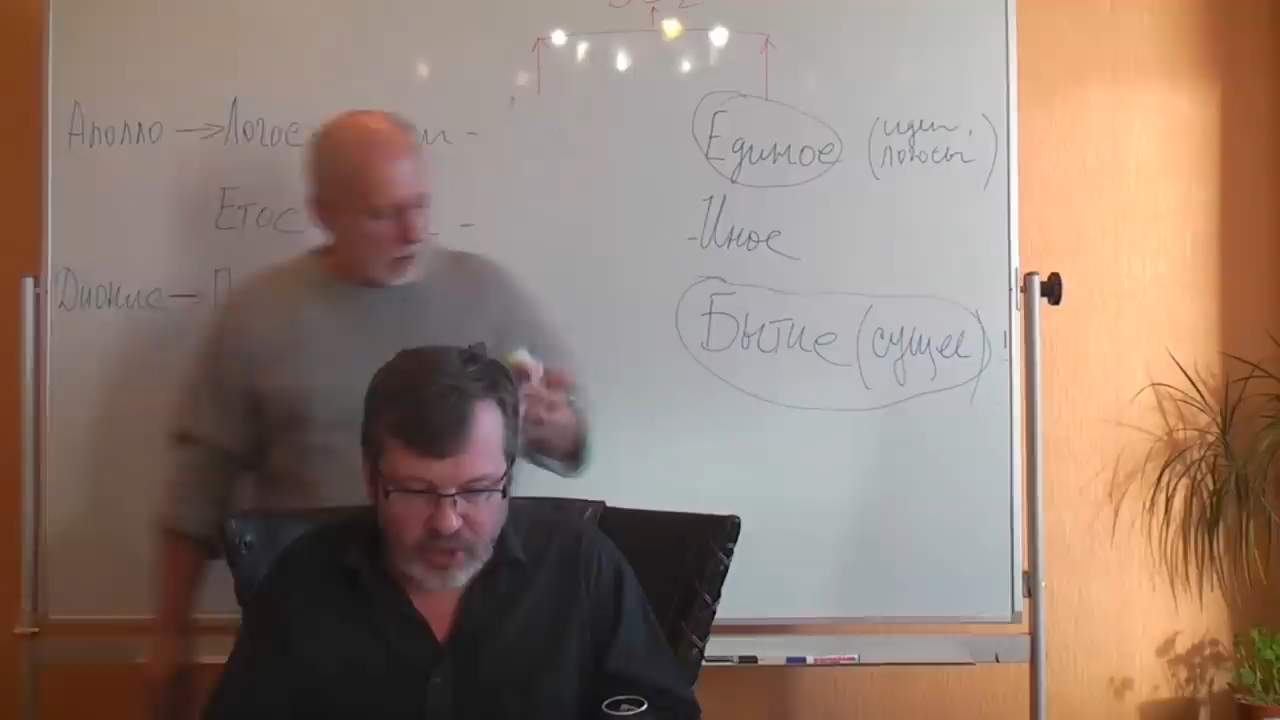 Аполло → Логос
Етос
Дионис →
Единое (идеи, логосы)
- Иное
Бытие (сущее)